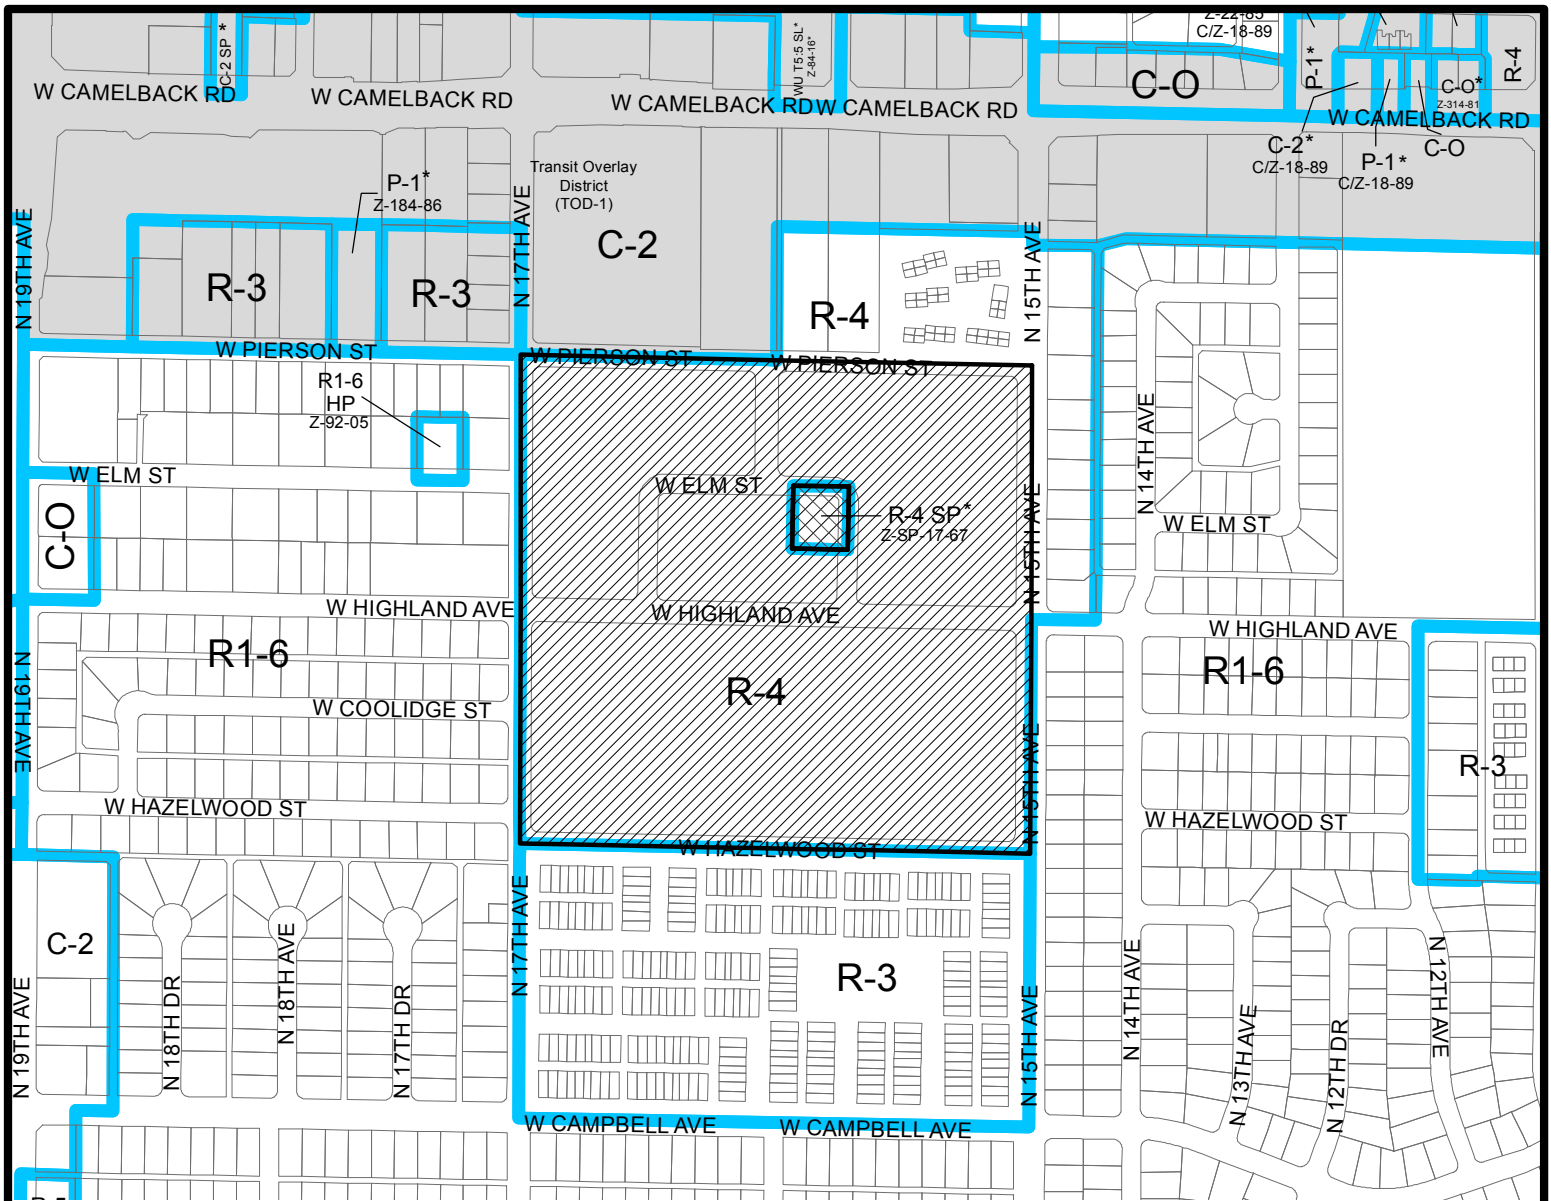 C-2 SP *
WU T5:5 SL*
Z-84-16*
Z-22-85
C/Z-18-89
P-1*
R-4
C-O
C-O*
Z-314-81
W CAMELBACK RD
W CAMELBACK RD
W CAMELBACK RD
W CAMELBACK RD
W CAMELBACK RD
C-2*
C/Z-18-89
P-1*
C/Z-18-89
C-O
Transit Overlay
District
(TOD-1)
P-1*
Z-184-86
N 19TH AVE
N 17TH AVE
N 15TH AVE
C-2
R-3
R-3
R-4
W PIERSON ST
W PIERSON ST
W PIERSON ST
R1-6
HP
Z-92-05
N 14TH AVE
W ELM ST
W ELM ST
R-4 SP*
Z-SP-17-67
N 15TH AVE
W ELM ST
C-O
W HIGHLAND AVE
W HIGHLAND AVE
W HIGHLAND AVE
R1-6
R-4
R1-6
N 19TH AVE
W COOLIDGE ST
N 15TH AVE
R-3
W HAZELWOOD ST
W HAZELWOOD ST
W HAZELWOOD ST
C-2
N 17TH AVE
R-3
N 19TH AVE
N 18TH DR
N 18TH AVE
N 17TH DR
N 15TH AVE
N 14TH AVE
N 13TH AVE
N 12TH DR
N 12TH AVE
W CAMPBELL AVE
W CAMPBELL AVE